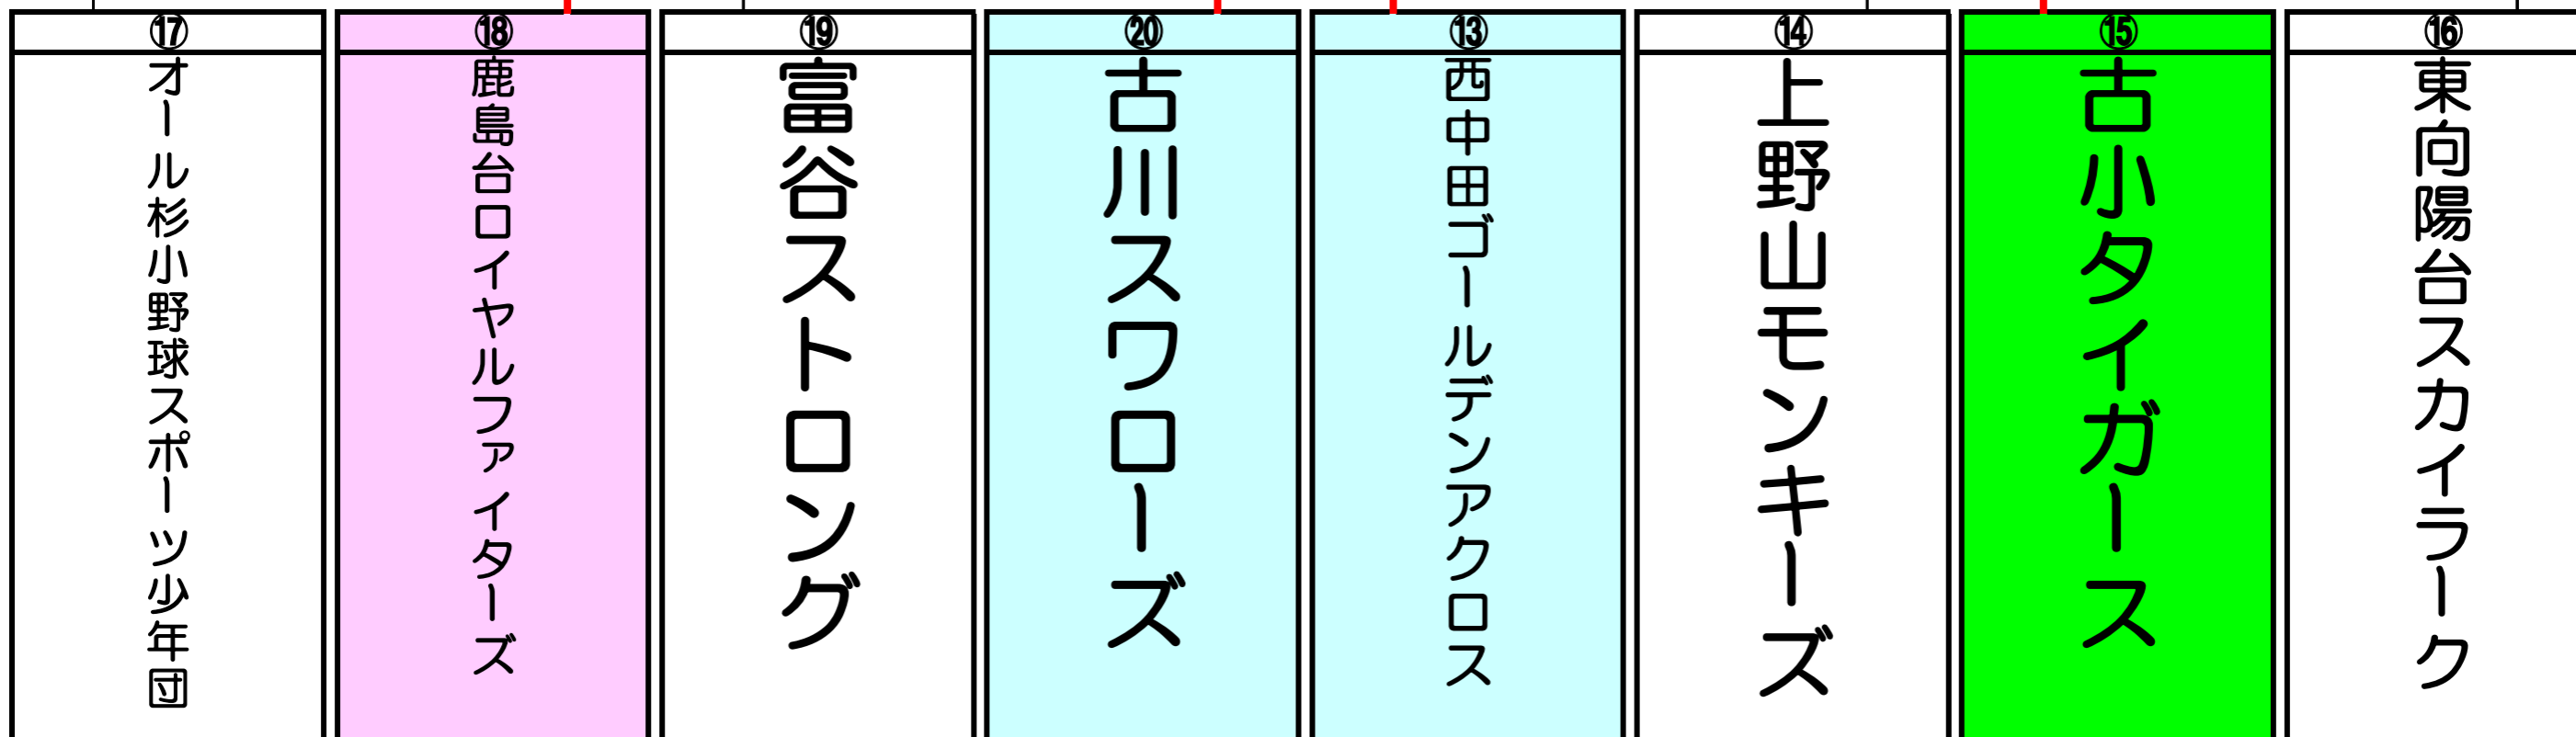 ⑰
オール杉小野球スポーツ少年団
⑱
鹿島台ロイヤルファイターズ
⑲
富谷ストロング
⑳
古川スワローズ
⑬
西中田ゴールデンアクロス
⑭
上野山モンキーズ
⑮
古小タイガース
⑯
東向陽台スカイラーク